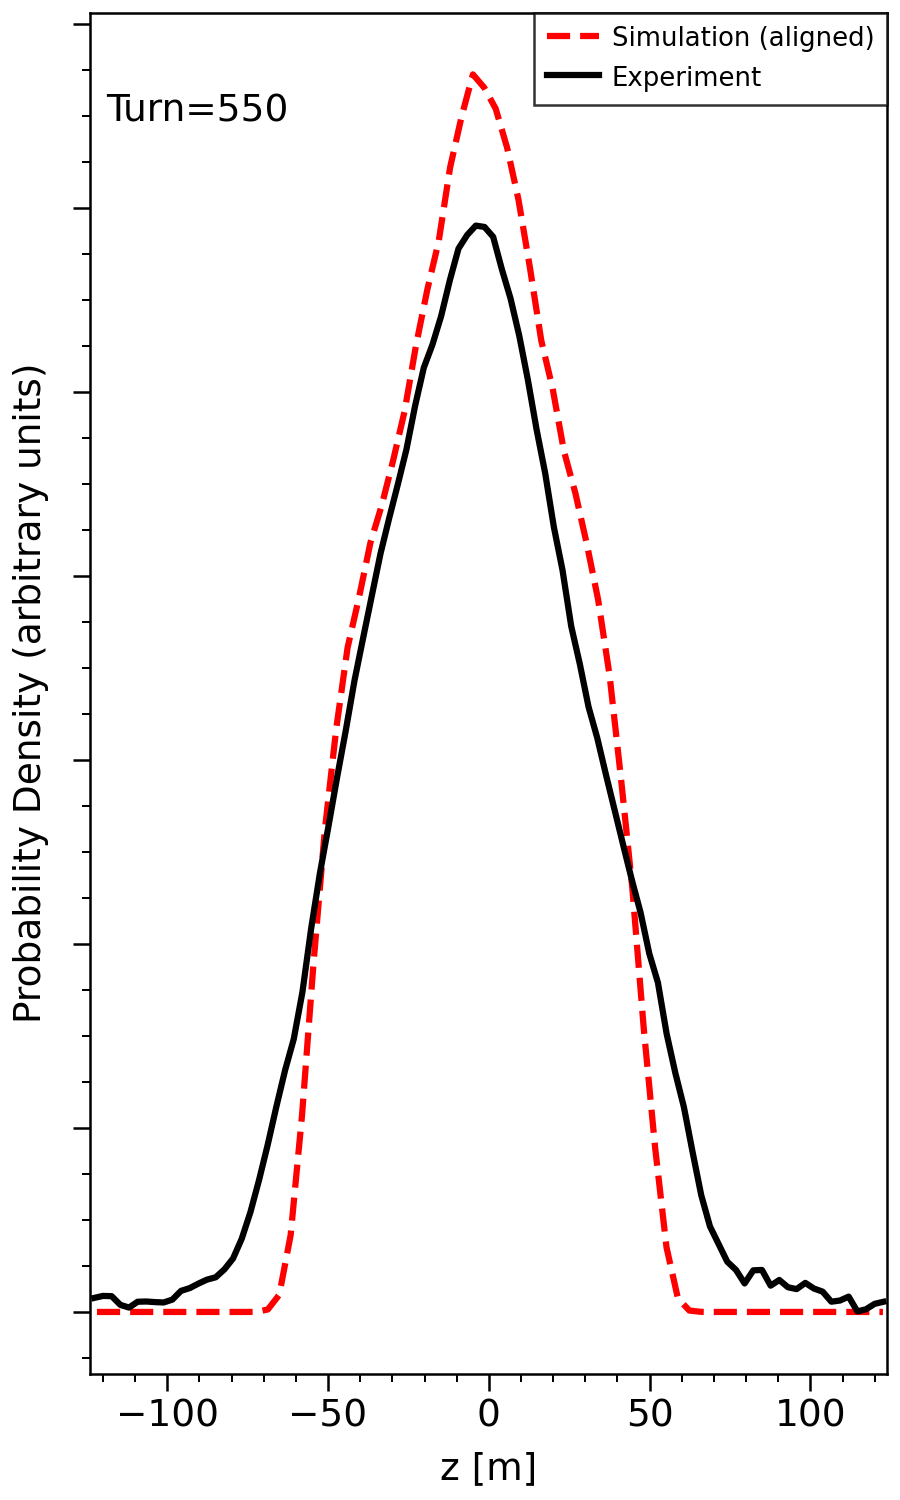 Simulation (aligned)
Experiment
Turn=550
Probability Density (arbitrary units)
−100
−50
0
50
100
z [m]